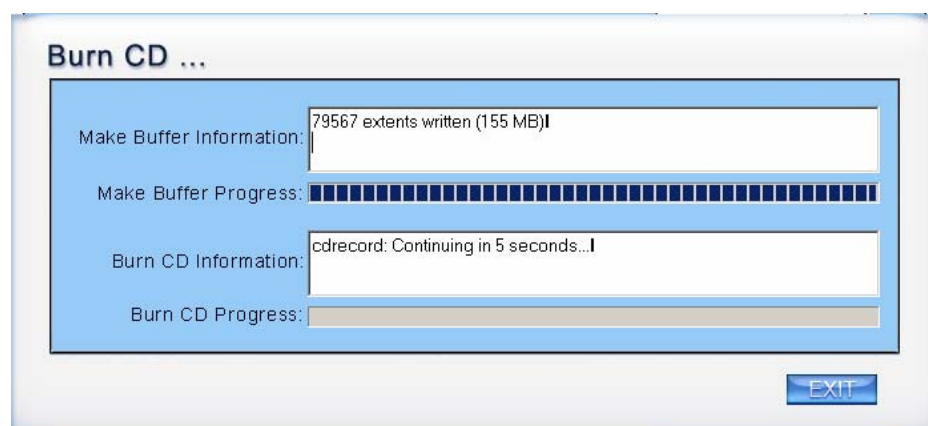 Burn CD ...
Make Buffer Information:
79567 extents written (155 MB)
Make Buffer Progress:
Burn CD Information:
cdrecord: Continuing in 5 seconds...
Burn CD Progress:
EXIT